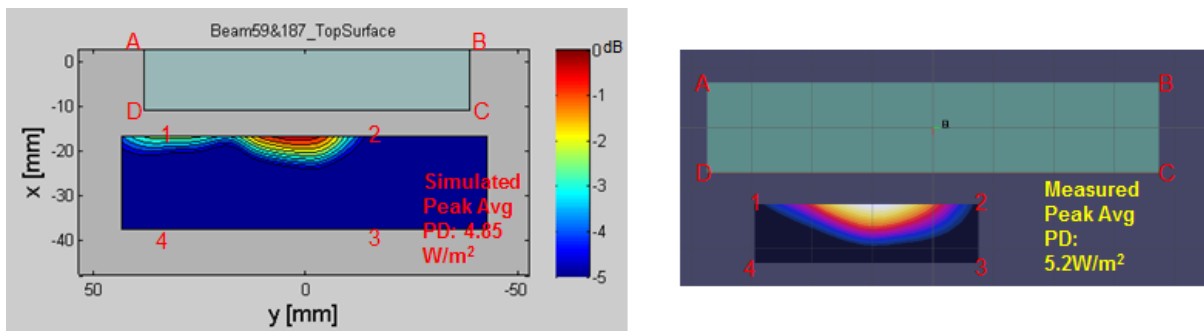 Beam59&187_TopSurface
A
B
D
C
0
-10
-20
-30
-40
x [mm]
50
0
-50
y [mm]
1
2
4
3
Simulated
Peak Avg
PD: 4.85
W/m²
0 dB
-1
-2
-3
-4
-5
A
B
D
C
1
2
4
3
Measured
Peak Avg
PD:
5.2W/m²